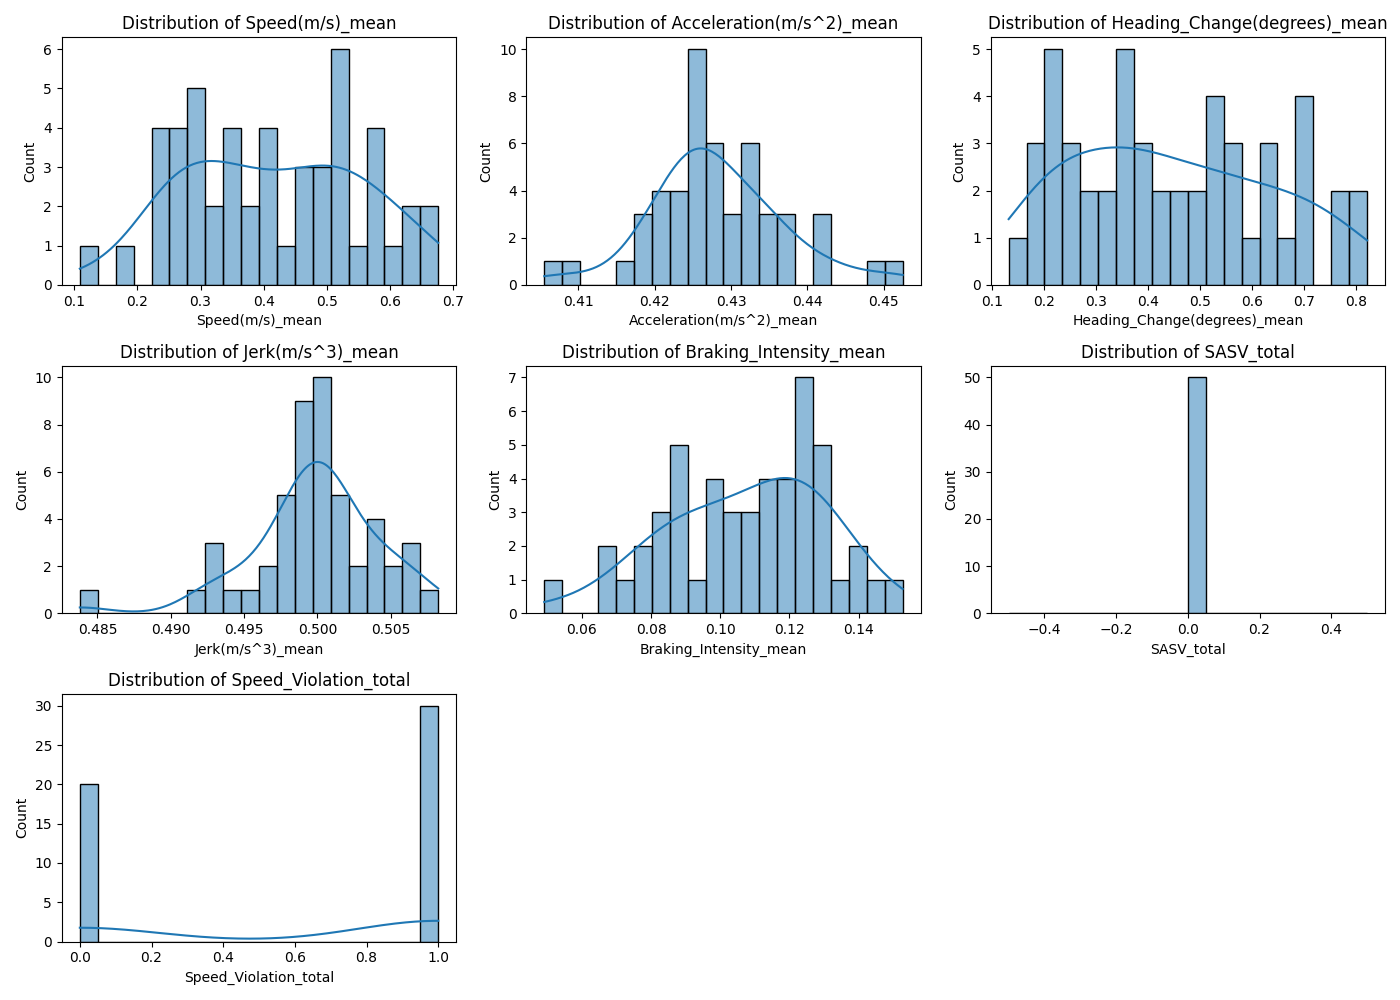 Distribution of Speed(m/s)_mean
Distribution of Acceleration(m/s^2)_mean
Distribution of Heading_Change(degrees)_mean
6
5
4
3
2
1
0
Count
0.1 0.2 0.3 0.4 0.5 0.6 0.7
Speed(m/s)_mean
10
8
6
4
2
0
Count
0.41 0.42 0.43 0.44 0.45
Acceleration(m/s^2)_mean
5
4
3
2
1
0
Count
0.1 0.2 0.3 0.4 0.5 0.6 0.7 0.8
Heading_Change(degrees)_mean
Distribution of Jerk(m/s^3)_mean
Distribution of Braking_Intensity_mean
Distribution of SASV_total
10
8
6
4
2
0
Count
0.485 0.490 0.495 0.500 0.505
Jerk(m/s^3)_mean
7
6
5
4
3
2
1
0
Count
0.06 0.08 0.10 0.12 0.14
Braking_Intensity_mean
50
40
30
20
10
0
Count
−0.4 −0.2 0.0 0.2 0.4
SASV_total
Distribution of Speed_Violation_total
30
25
20
15
10
5
0
Count
0.0 0.2 0.4 0.6 0.8 1.0
Speed_Violation_total